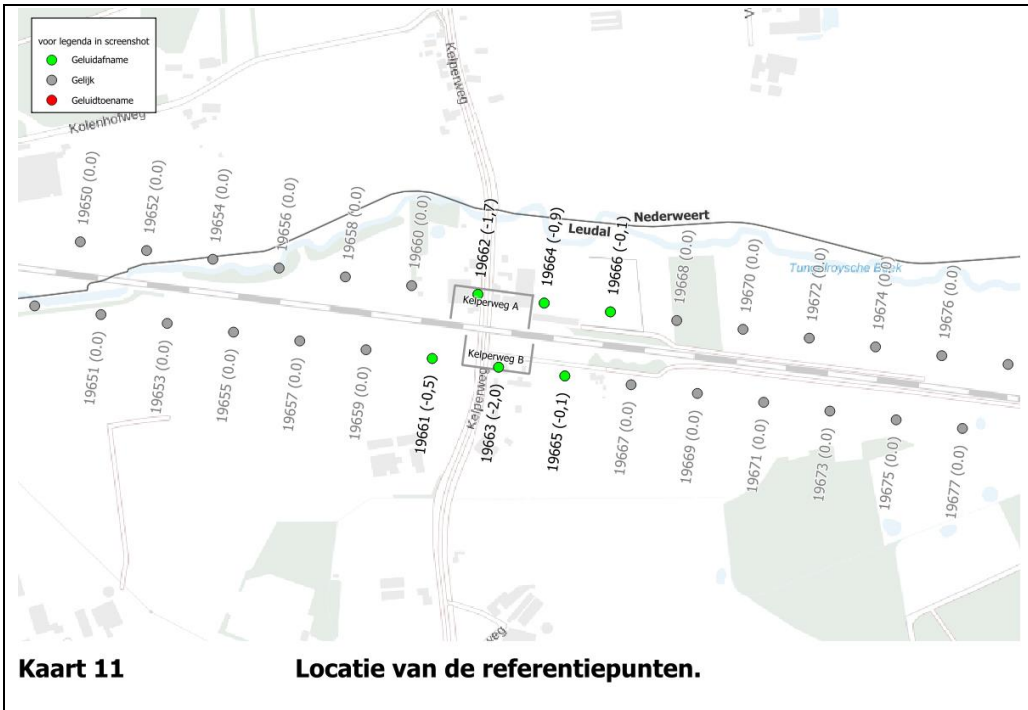 voor legenda in screenshot
Geluidafname
Gelijk
Geluidtoename
Kolenhofweg
Kelperweg
19650 (0.0)
19652 (0.0)
19654 (0.0)
19656 (0.0)
19658 (0.0)
19660 (0.0)
19662 (-1,7)
19664 (-0,9)
19666 (-0,1)
19668 (0.0)
19670 (0.0)
19672 (0.0)
19674 (0.0)
19676 (0.0)
Nederweert
Leudal
Kelperweg A
Kelperweg B
Kelperweg
19651 (0.0)
19653 (0.0)
19655 (0.0)
19657 (0.0)
19659 (0.0)
19661 (-0,5)
19663 (-2,0)
19665 (-0,1)
19667 (0.0)
19669 (0.0)
19671 (0.0)
19673 (0.0)
19675 (0.0)
19677 (0.0)
Kaart 11 Locatie van de referentiepunten.